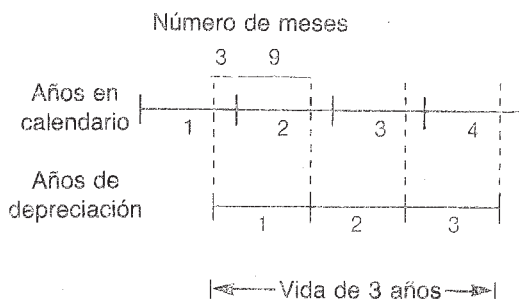 Número de meses
3 9
Años en
calendario
1 2 3 4
Años de
depreciación
1 2 3
Vida de 3 años